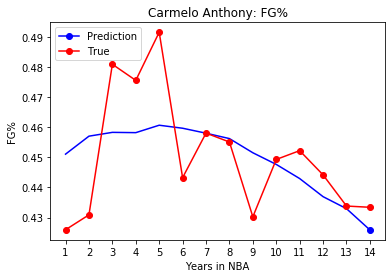 Carmelo Anthony: FG%
Prediction
True
FG%
0.49
0.48
0.47
0.46
0.45
0.44
0.43
1 2 3 4 5 6 7 8 9 10 11 12 13 14
Years in NBA